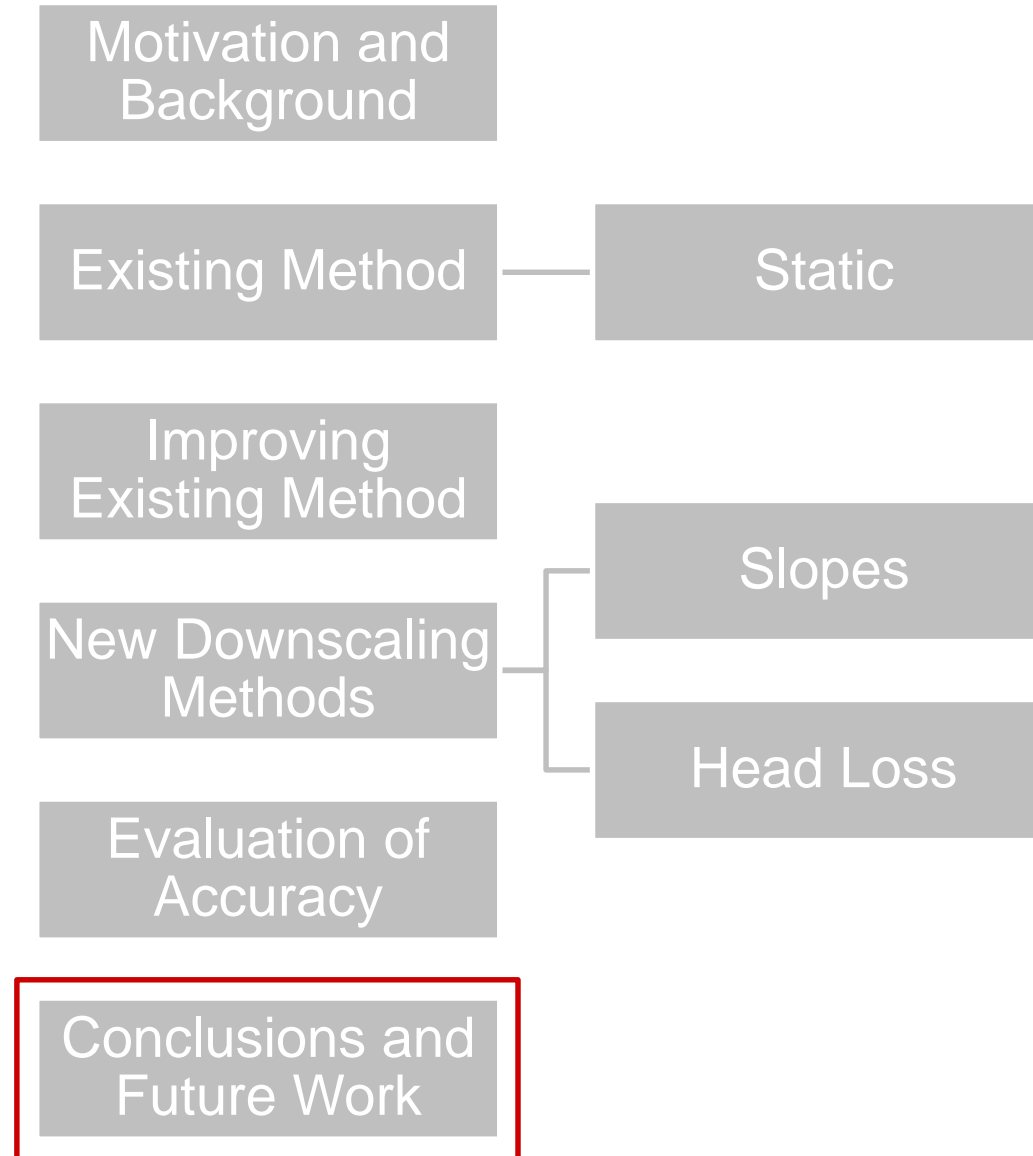 Motivation and
Background
Existing Method
Static
Improving
Existing Method
New Downscaling
Methods
Slopes
Head Loss
Evaluation of
Accuracy
Conclusions and
Future Work